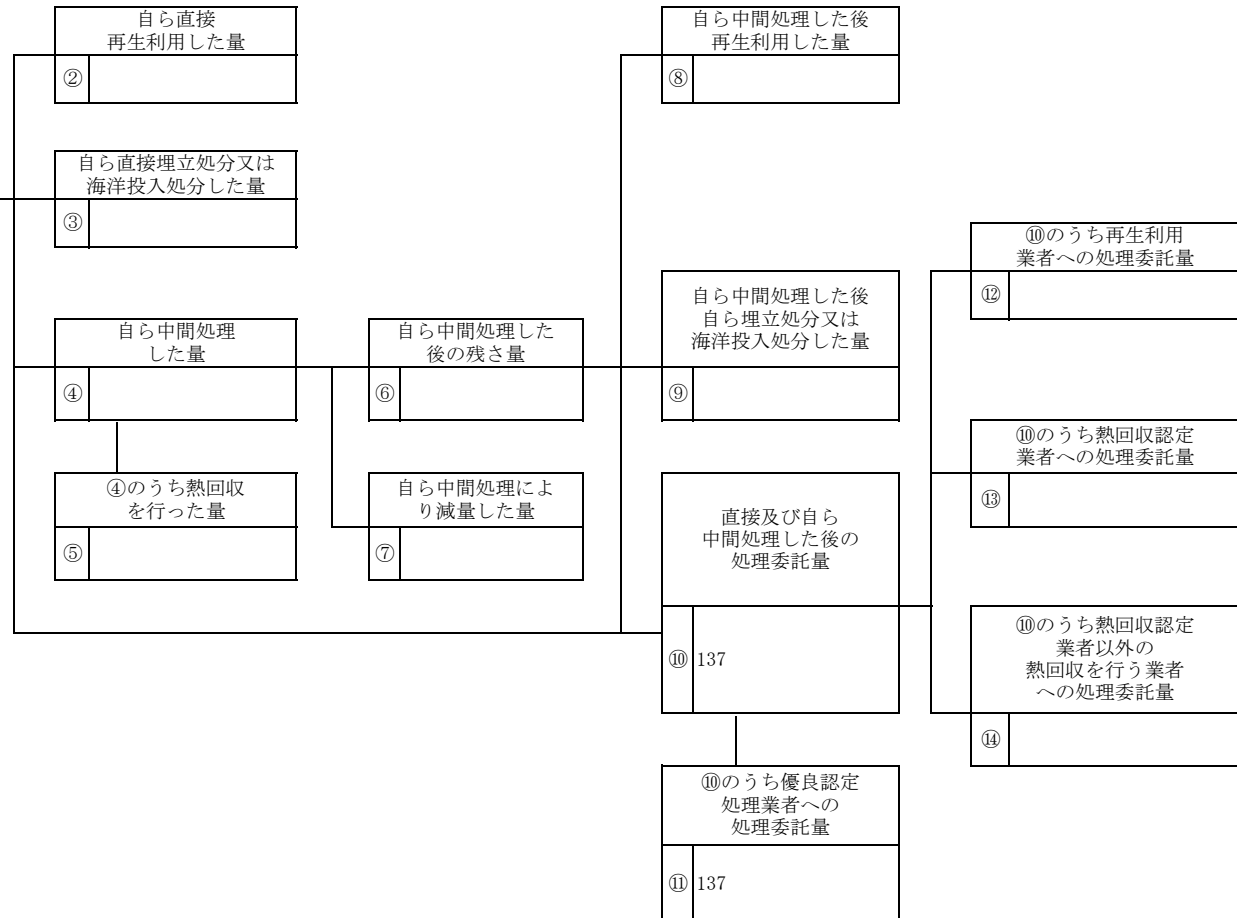 自ら直接
再生利用した量
②
自ら直接埋立処分又は
海洋投入処分した量
③
自ら中間処理
した量
④
④のうち熱回収
を行った量
⑤
自ら中間処理した
後の残さ量
⑥
自ら中間処理によ
り減量した量
⑦
自ら中間処理した後
再生利用した量
⑧
自ら中間処理した後
自ら埋立処分又は
海洋投入処分した量
⑨
直接及び自ら
中間処理した後の
処理委託量
⑩ 137
⑩のうち優良認定
処理業者への
処理委託量
⑪ 137
⑩のうち再生利用
業者への処理委託量
⑫
⑩のうち熱回収認定
業者への処理委託量
⑬
⑩のうち熱回収認定
業者以外の
熱回収を行う業者
への処理委託量
⑭